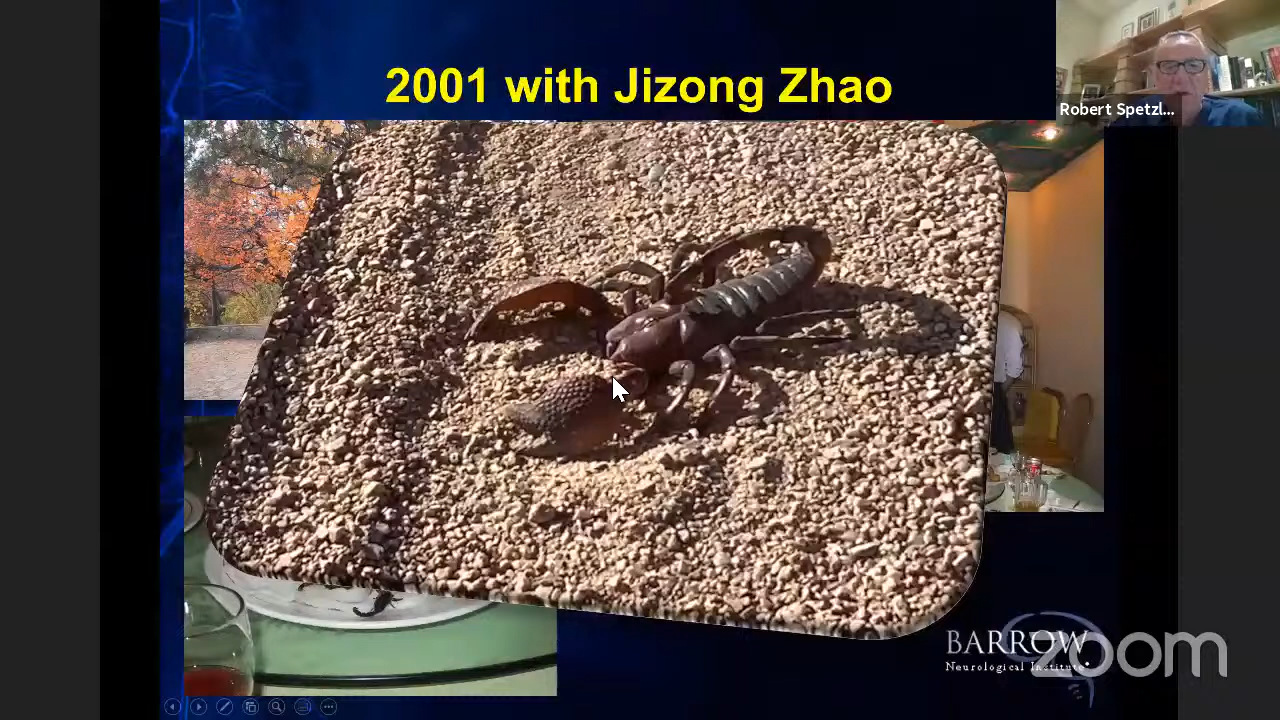 2001 with Jizong Zhao
Robert Spetzl...
BARROW
Neurological Institute®
zoom